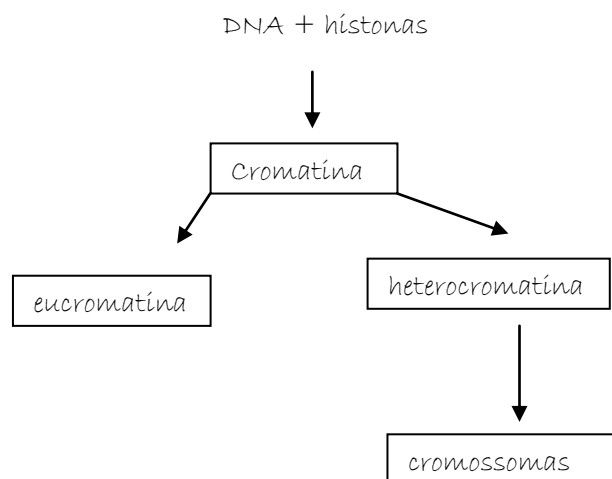 DNA + histonas
Cromatina
eucromatina
heterocromatina
cromossomas